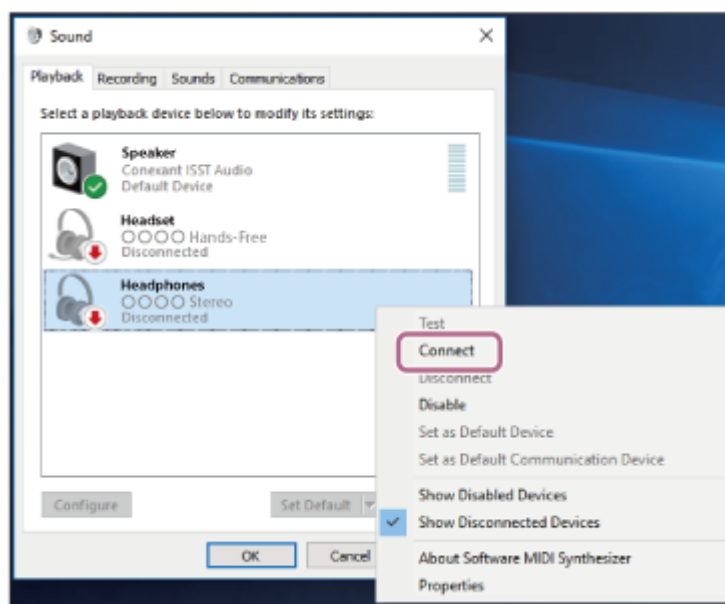 Sound
Playback Recording Sounds Communications
Select a playback device below to modify its settings:
Speaker
Conexant ISST Audio
Default Device
Headset
○○○○ Hands-Free
Disconnected
Headphones
○○○○ Stereo
Disconnected
Test
Connect
Disconnect
Disable
Set as Default Device
Set as Default Communication Device
Show Disabled Devices
Show Disconnected Devices
About Software MIDI Synthesizer
Properties
Configure Set Default
OK Cancel